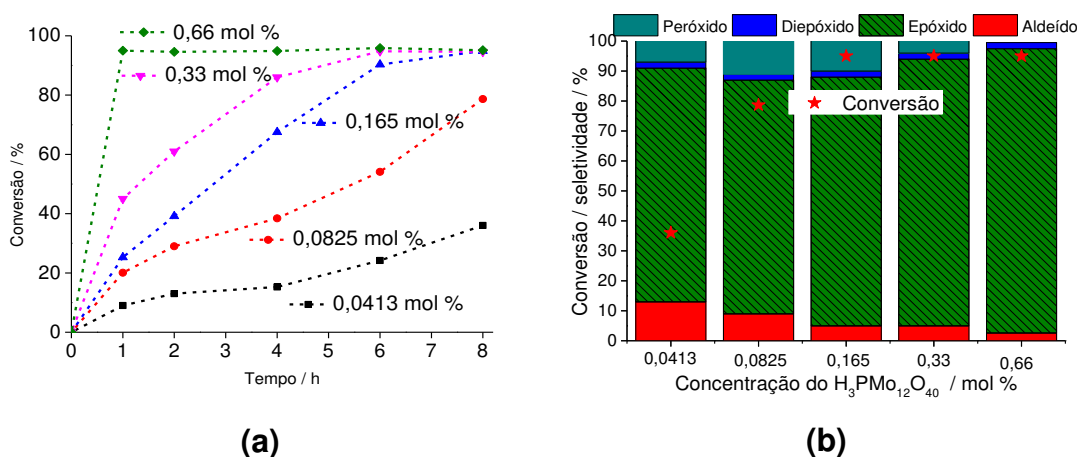 100
80
60
40
20
0
Conversão / %
0,66 mol %
0,33 mol %
0,165 mol %
0,0825 mol %
0,0413 mol %
0 1 2 3 4 5 6 7 8
Tempo / h
(a)
Peróxido Diepóxido Epóxido Aldeído
100
90
80
70
60
50
40
30
20
10
0
Conversão / seletividade / %
Conversão
0,0413 0,0825 0,165 0,33 0,66
Concentração do H₃PMo₁₂O₄₀ / mol %
(b)